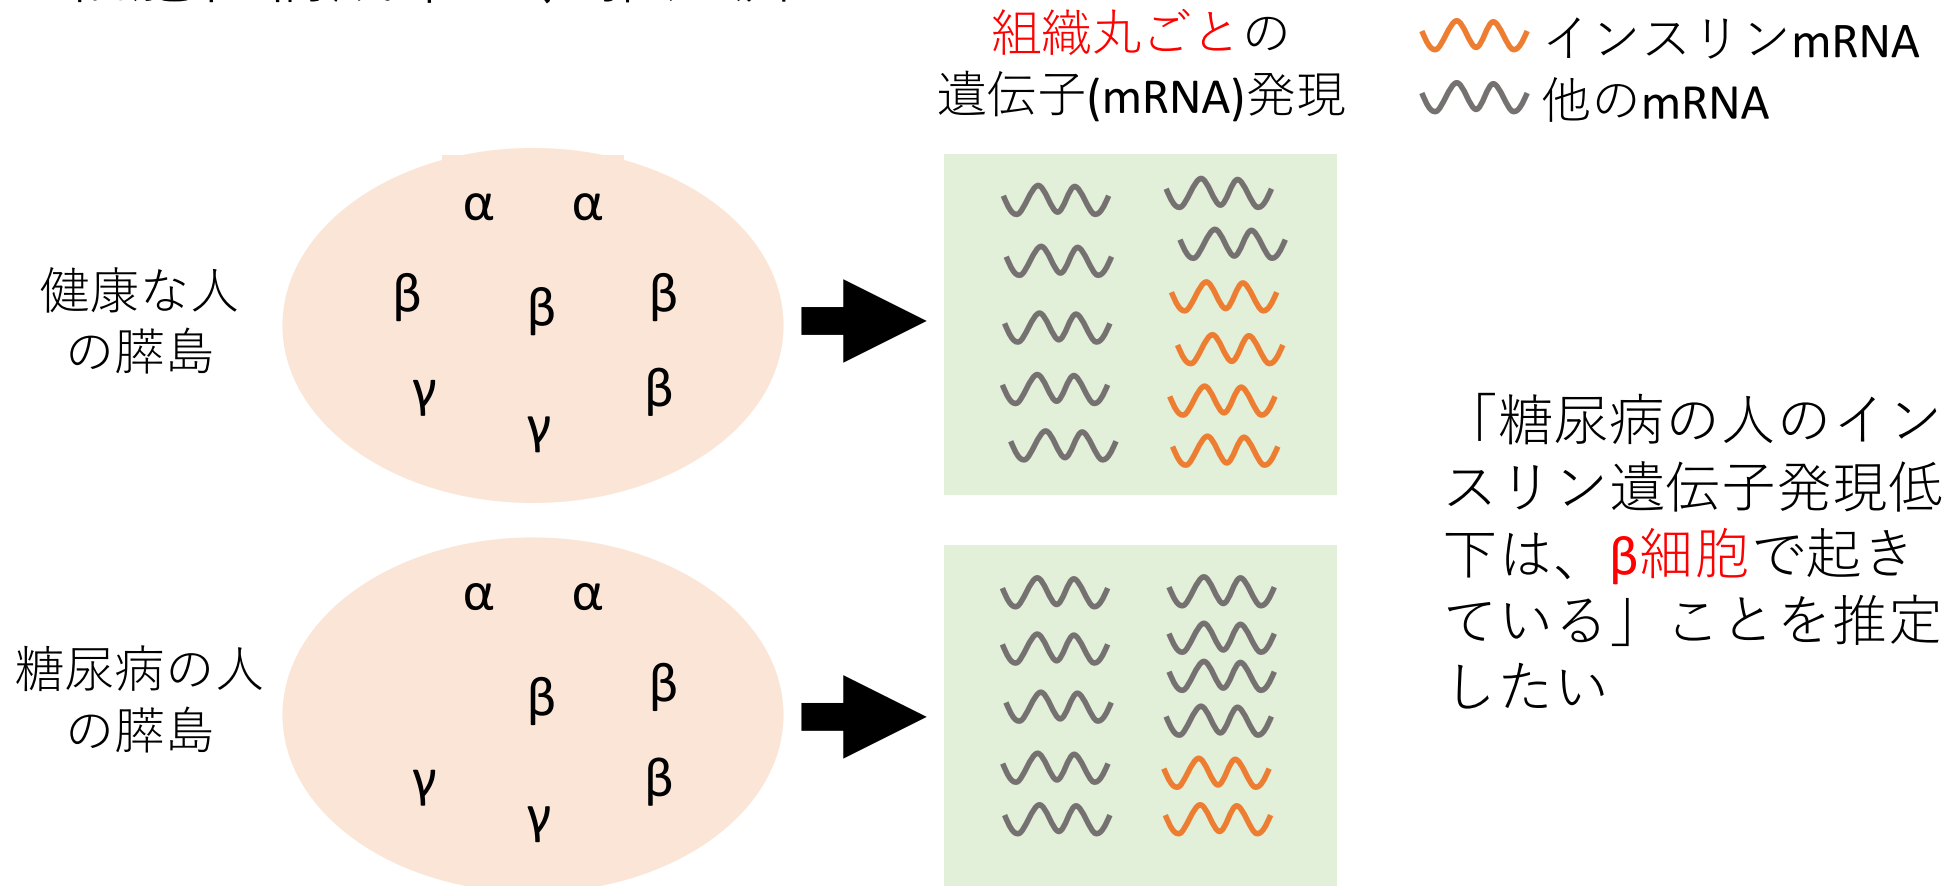 組織丸ごとの
遺伝子(mRNA)発現
インスリンmRNA
他のmRNA
健康な人
の膵島
α α
β β β
γ β
γ
糖尿病の人
の膵島
α α
β β
γ β
γ
「糖尿病の人のイン
スリン遺伝子発現低
下は、β細胞で起き
ている」ことを推定
したい